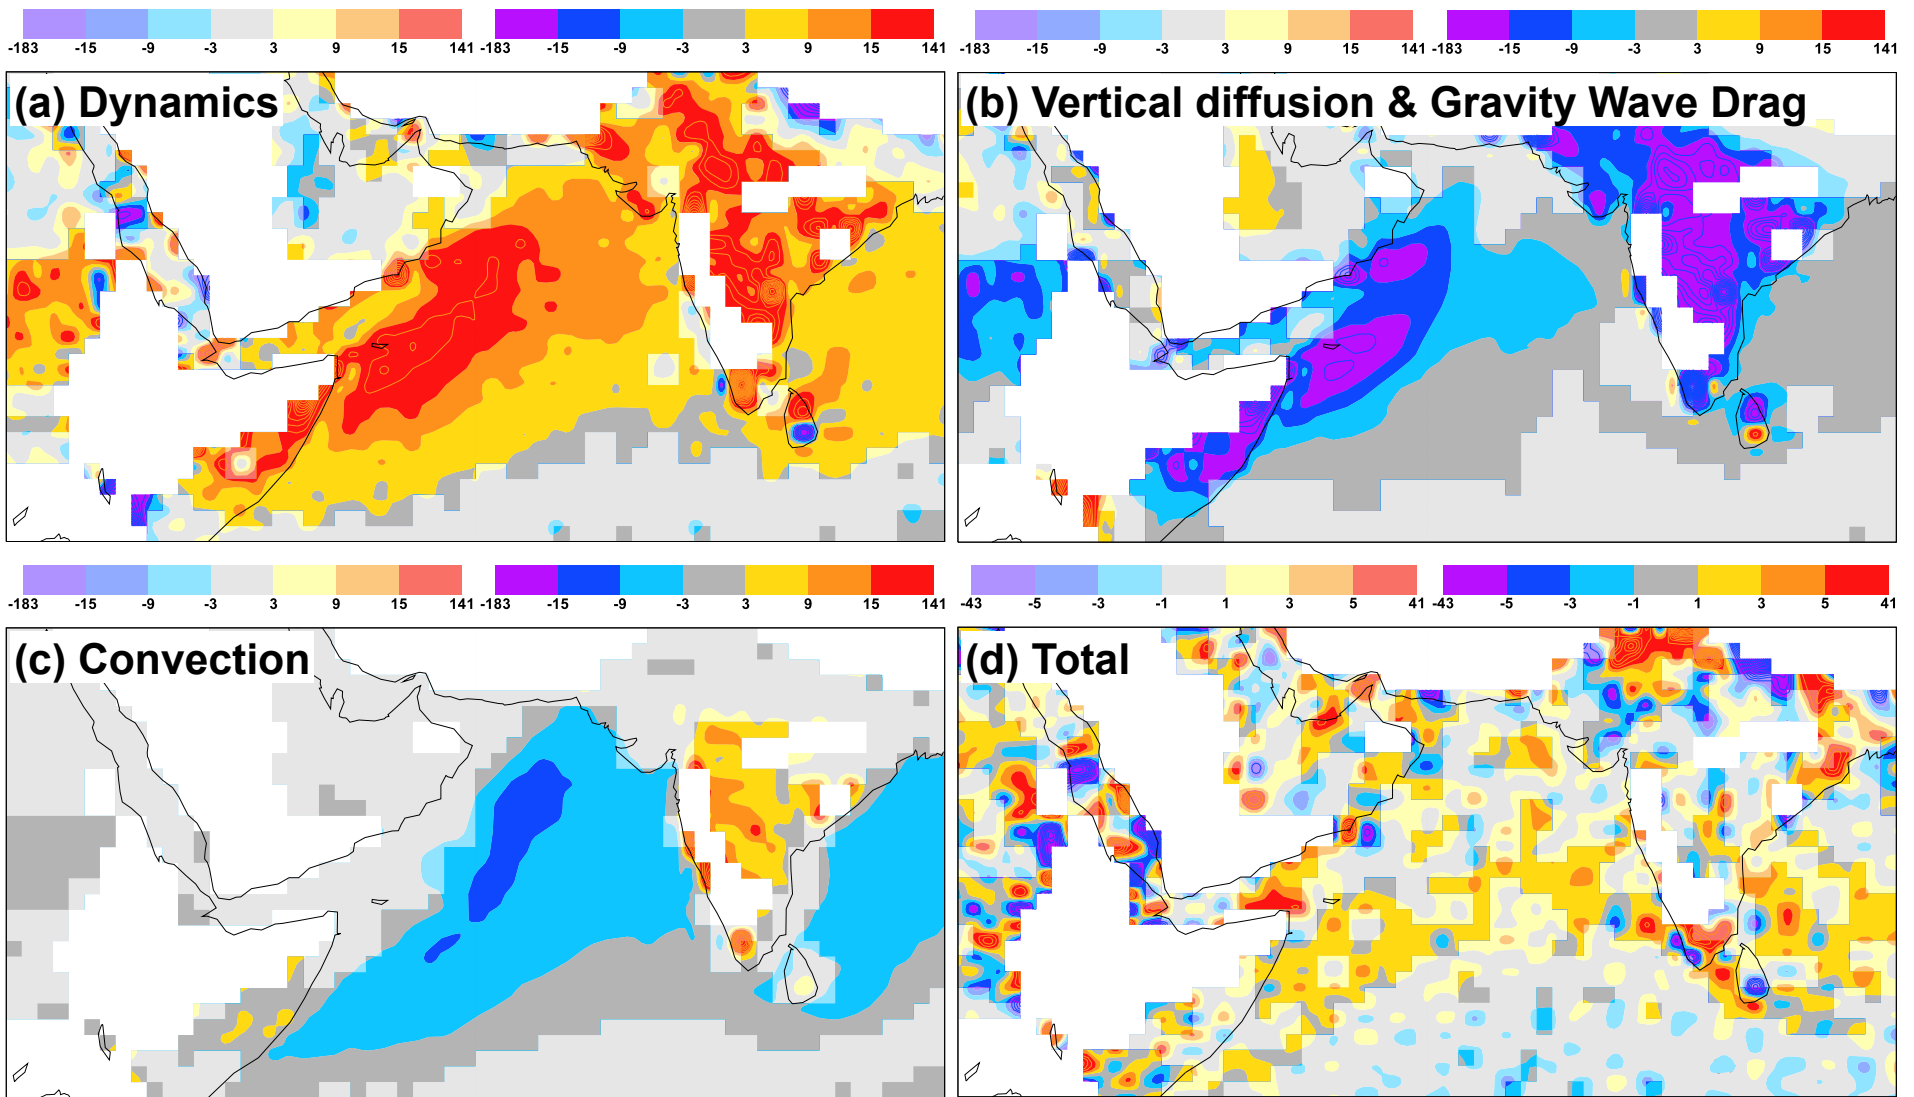 -183 -15 -9 -3 3 9 15 141 -183 -15 -9 -3 3 9 15 141
-183 -15 -9 -3 3 9 15 141 -183 -15 -9 -3 3 9 15 141
(a) Dynamics
(b) Vertical diffusion & Gravity Wave Drag
-183 -15 -9 -3 3 9 15 141 -183 -15 -9 -3 3 9 15 141
-43 -5 -3 -1 1 3 5 41 -43 -5 -3 -1 1 3 5 41
(c) Convection
(d) Total